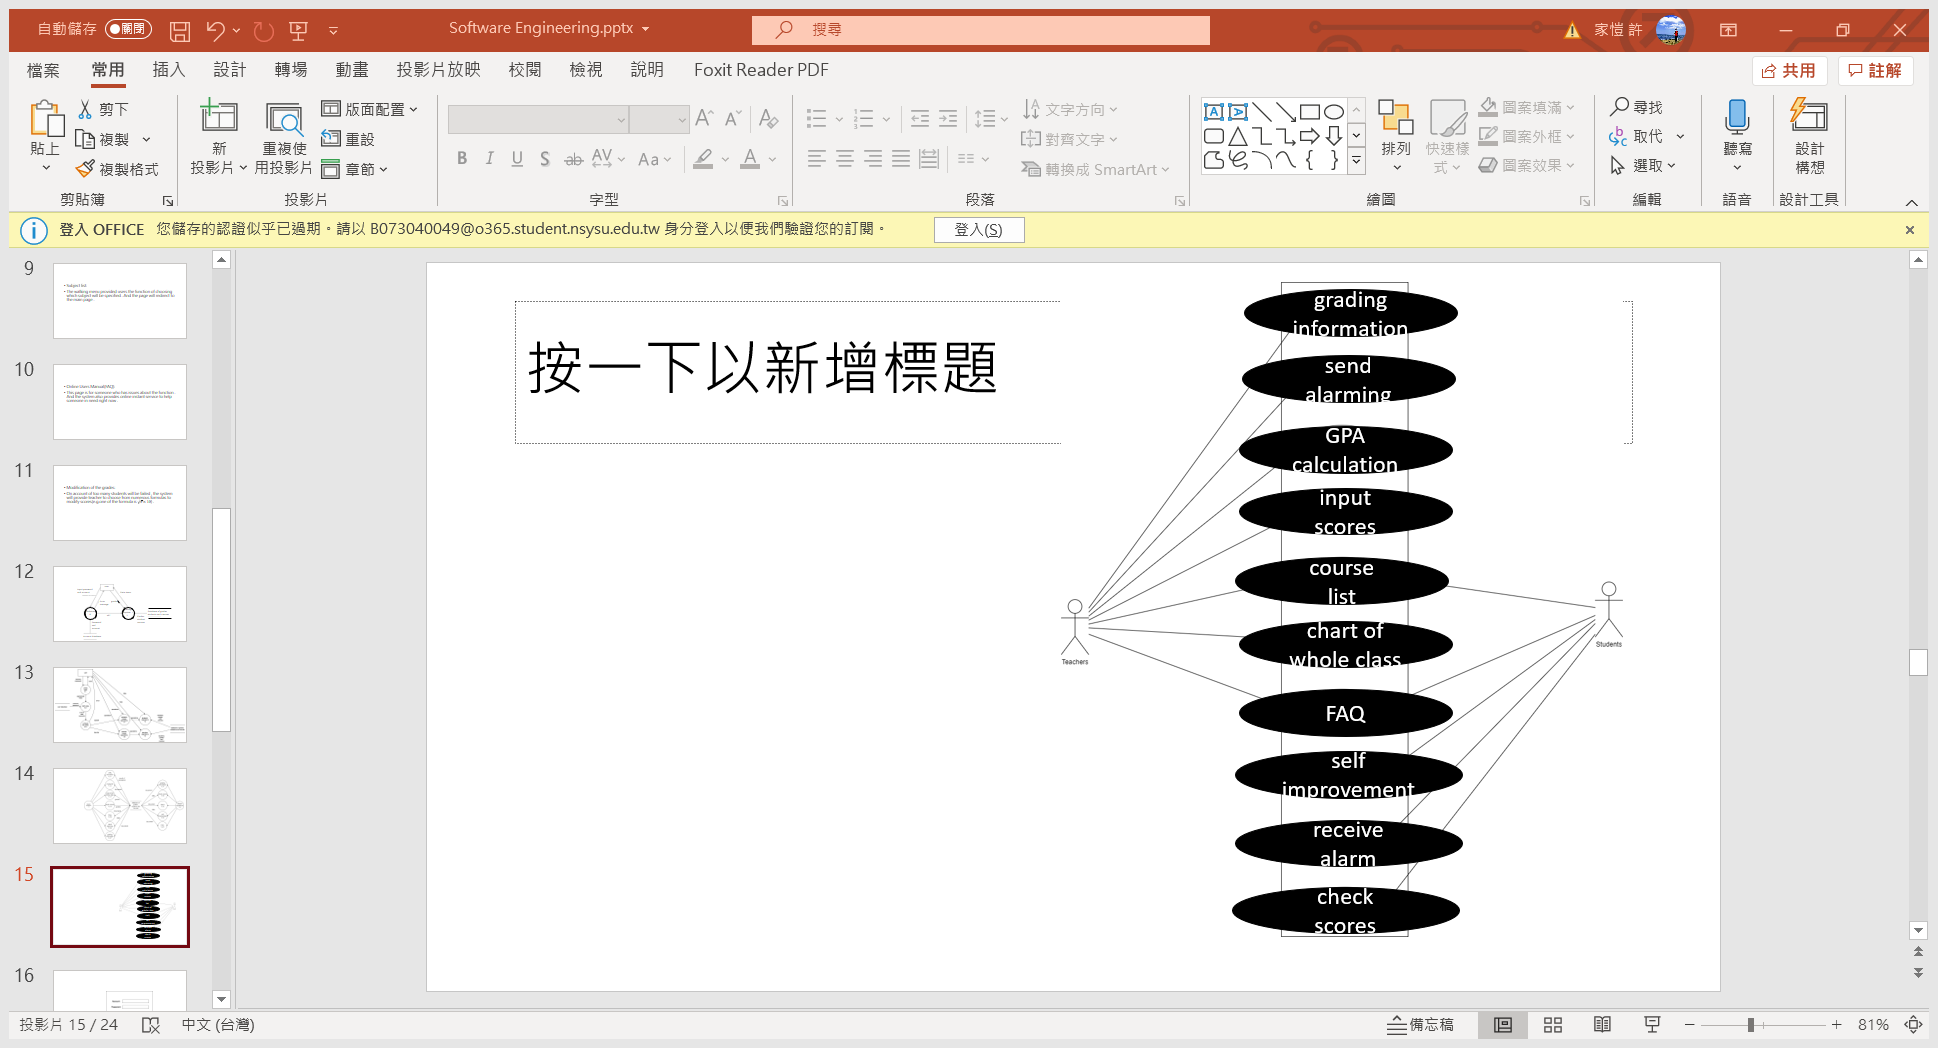 自動儲存 關閉
Software Engineering.pptx
搜尋
家愷 許
檔案 常用 插入 設計 轉場 動畫 投影片放映 校閱 檢視 說明 Foxit Reader PDF
共用 註解
貼上
剪下
複製
複製格式
剪貼簿
新
投影片
重複使
用投影片
版面配置
重設
章節
投影片
B I U S ab AV Aa A
字型
文字方向
對齊文字
轉換成 SmartArt
段落
排列
快速樣
式
圖案填滿
圖案外框
圖案效果
繪圖
尋找
取代
選取
編輯
聽寫
語音
設計
構想
設計工具
登入 OFFICE 您儲存的認證似乎已過期。請以 B073040049@o365.student.nsysu.edu.tw 身分登入以便我們驗證您的訂閱。
登入(S)
9
10
11
12
13
14
15
16
按一下以新增標題
grading
information
send
alarming
GPA
calculation
input
scores
course
list
chart of
whole class
FAQ
self
improvement
receive
alarm
check
scores
Teachers
Students
投影片 15 / 24
中文 (台灣)
備忘稿
81%